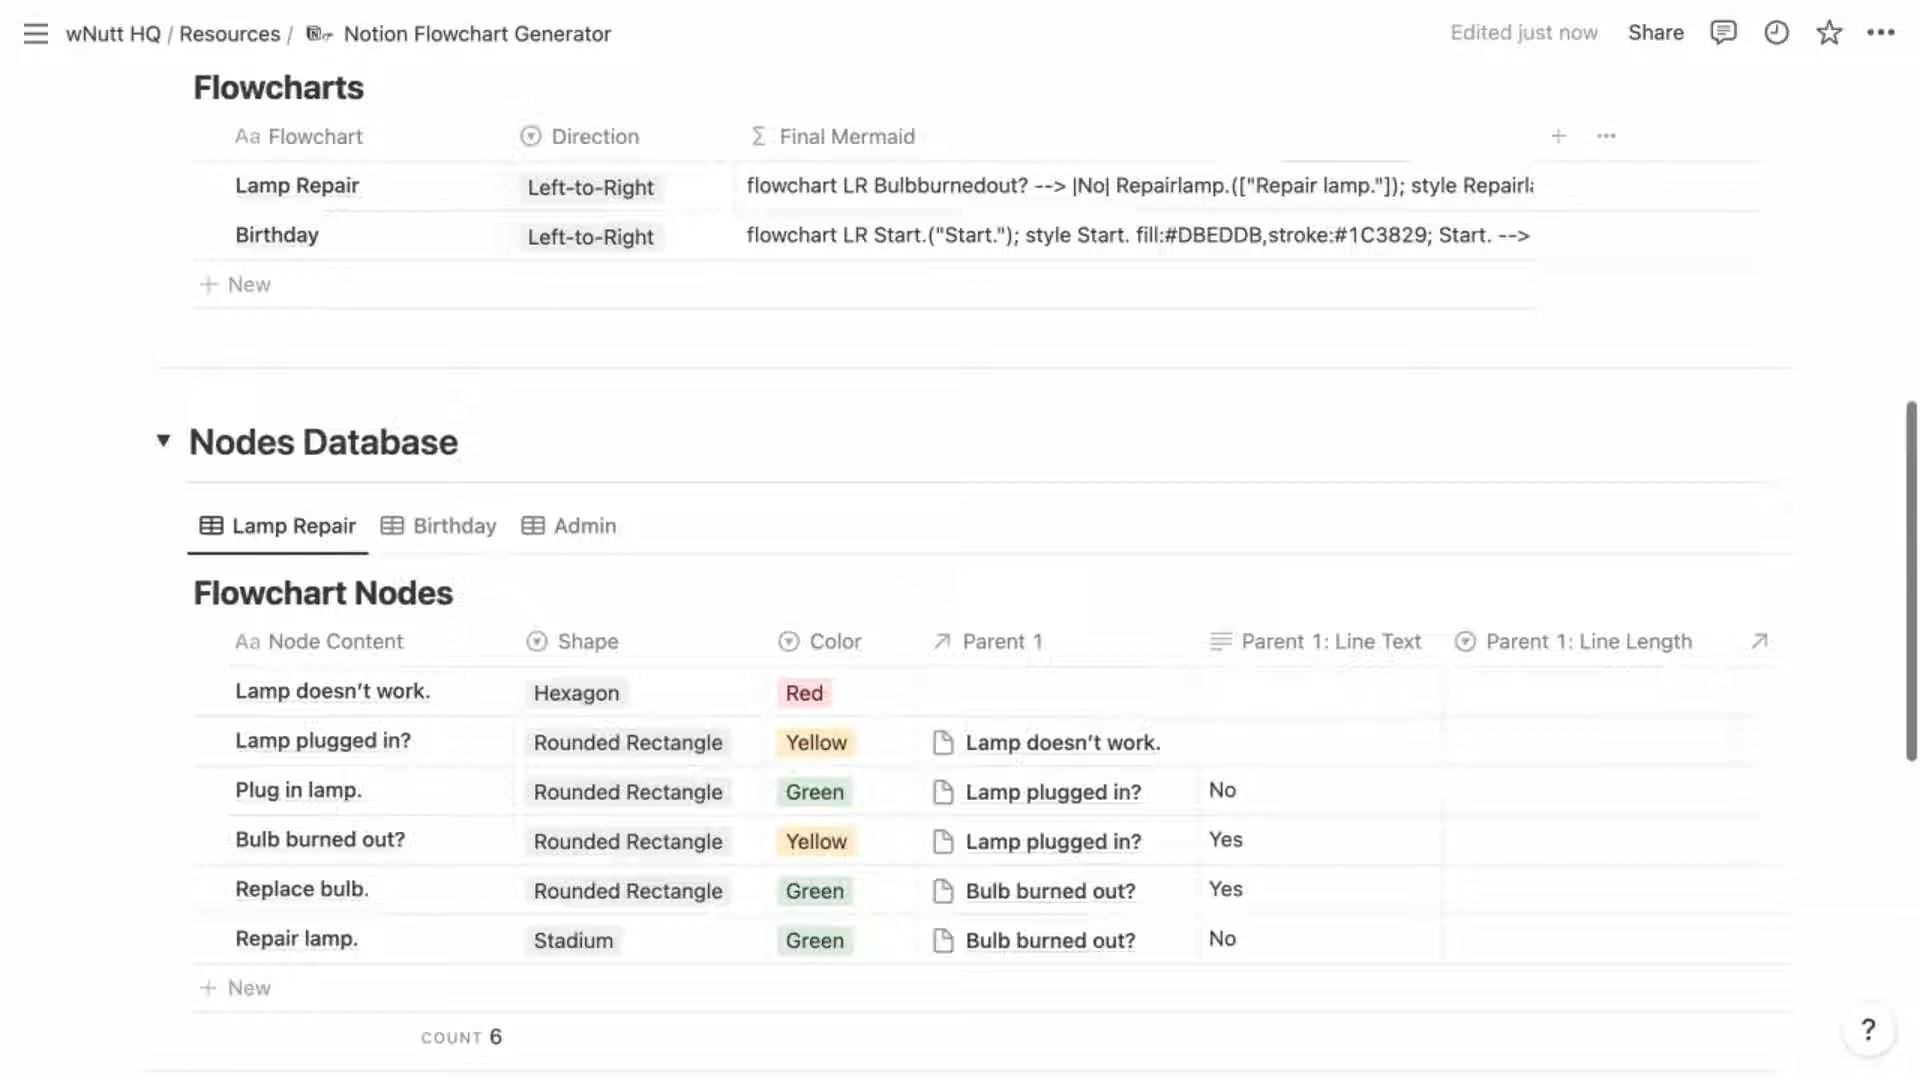 wNutt HQ / Resources / Notion Flowchart Generator
Edited just now Share
Flowcharts
Aa Flowchart Direction Σ Final Mermaid
Lamp Repair Left-to-Right flowchart LR Bulbburnedout? --> |No| Repairlamp.(["Repair lamp."]); style Repairla
Birthday Left-to-Right flowchart LR Start.("Start."); style Start. fill:#DBEDDB,stroke:#1C3829; Start. -->
+ New
Nodes Database
Lamp Repair Birthday Admin
Flowchart Nodes
Aa Node Content Shape Color Parent 1 Parent 1: Line Text Parent 1: Line Length
Lamp doesn’t work. Hexagon Red
Lamp plugged in? Rounded Rectangle Yellow Lamp doesn’t work.
Plug in lamp. Rounded Rectangle Green Lamp plugged in? No
Bulb burned out? Rounded Rectangle Yellow Lamp plugged in? Yes
Replace bulb. Rounded Rectangle Green Bulb burned out? Yes
Repair lamp. Stadium Green Bulb burned out? No
+ New
COUNT 6
?